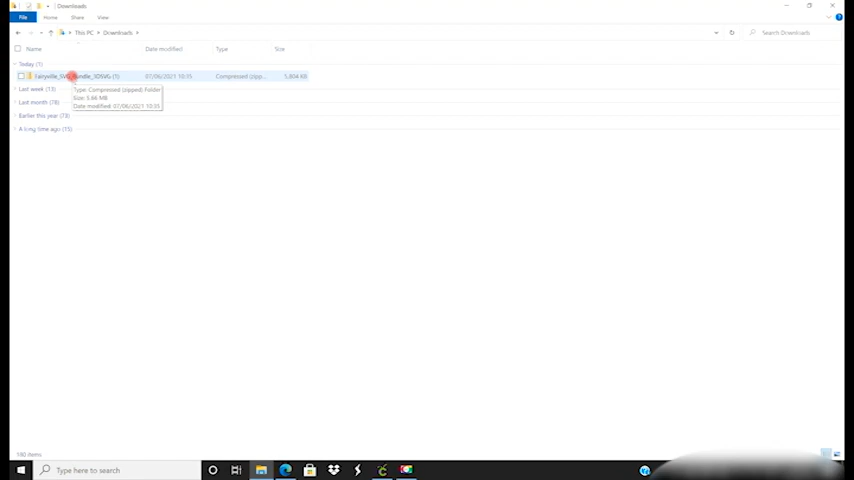 Downloads
File Home Share View
This PC > Downloads >
Search Downloads
Name Date modified Type Size
Today (1)
Fairyville_SVG_Bundle_3DSVG (1) 07/06/2021 10:35 Compressed (zipp... 5,804 KB
Last week (13)
Type: Compressed (zipped) Folder
Size: 5.66 MB
Date modified: 07/06/2021 10:35
Last month (78)
Earlier this year (73)
A long time ago (15)
180 items
Type here to search